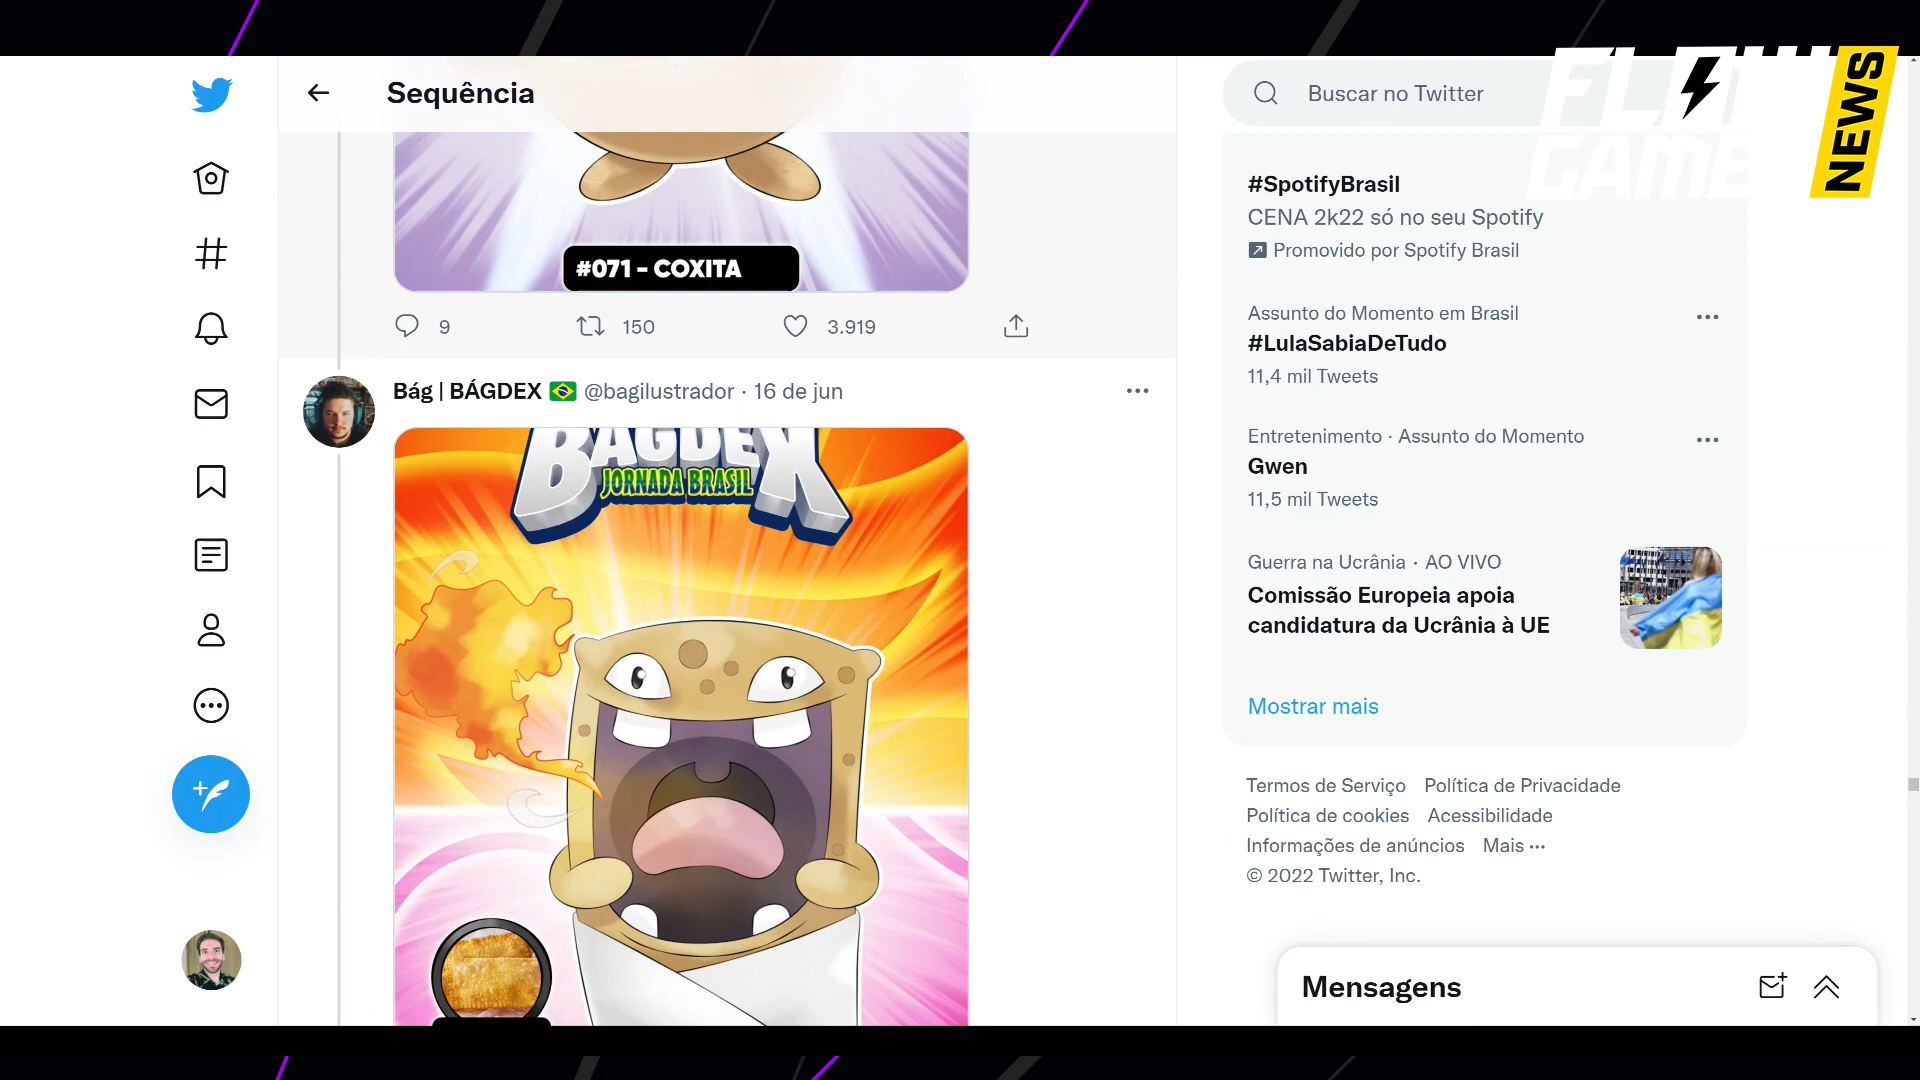 Sequência
#071 - COXITA
9
150
3.919
Bág | BÁGDEX 🇧🇷 @bagilustrador · 16 de jun
BAGDEX
JORNADA BRASIL
Buscar no Twitter
FLOW
GAMES
NEWS
#SpotifyBrasil
CENA 2k22 só no seu Spotify
Promovido por Spotify Brasil
Assunto do Momento em Brasil
#LulaSabiaDeTudo
11,4 mil Tweets
Entretenimento · Assunto do Momento
Gwen
11,5 mil Tweets
Guerra na Ucrânia · AO VIVO
Comissão Europeia apoia
candidatura da Ucrânia à UE
Mostrar mais
Termos de Serviço Política de Privacidade
Política de cookies Acessibilidade
Informações de anúncios Mais ···
© 2022 Twitter, Inc.
Mensagens